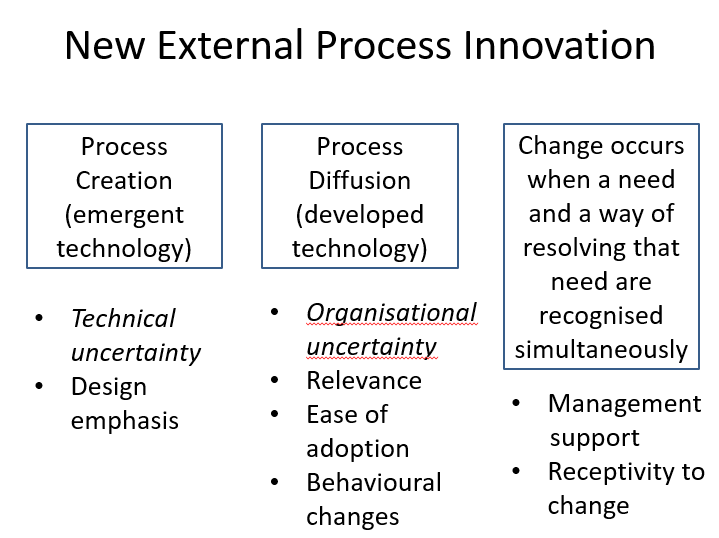 New External Process Innovation
Process
Creation
(emergent
technology)
• Technical
uncertainty
• Design
emphasis
Process
Diffusion
(developed
technology)
• Organisational
uncertainty
• Relevance
• Ease of
adoption
• Behavioural
changes
Change occurs
when a need
and a way of
resolving that
need are
recognised
simultaneously
• Management
support
• Receptivity to
change